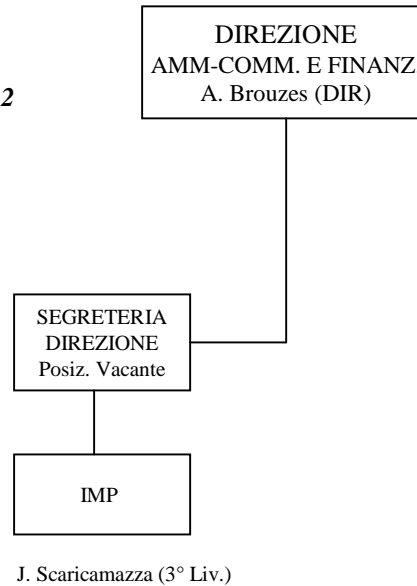 DIREZIONE
AMM-COMM. E FINANZ
A. Brouzes (DIR)
2
SEGRETERIA
DIREZIONE
Posiz. Vacante
IMP
J. Scaricamazza (3° Liv.)